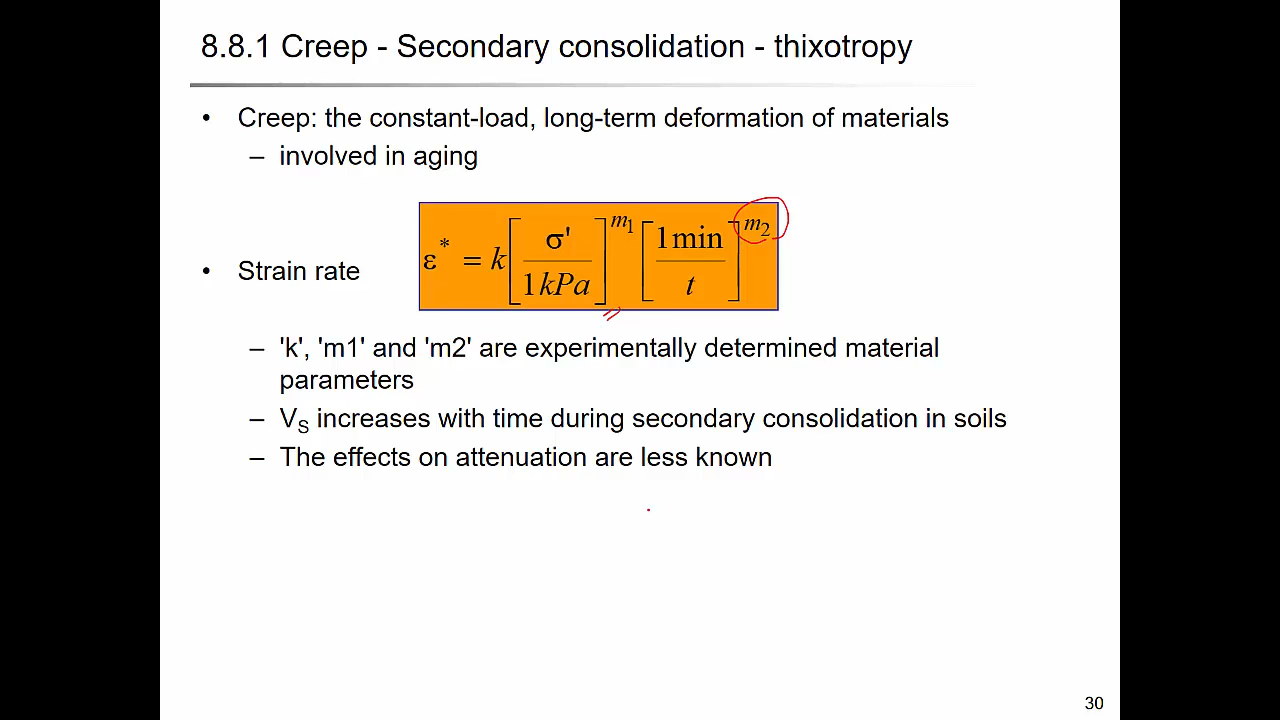 8.8.1 Creep - Secondary consolidation - thixotropy
• Creep: the constant-load, long-term deformation of materials
– involved in aging
• Strain rate
ε* = k[σ'/1kPa]^m1 [1min/t]^m2
– 'k', 'm1' and 'm2' are experimentally determined material
parameters
– VS increases with time during secondary consolidation in soils
– The effects on attenuation are less known
30